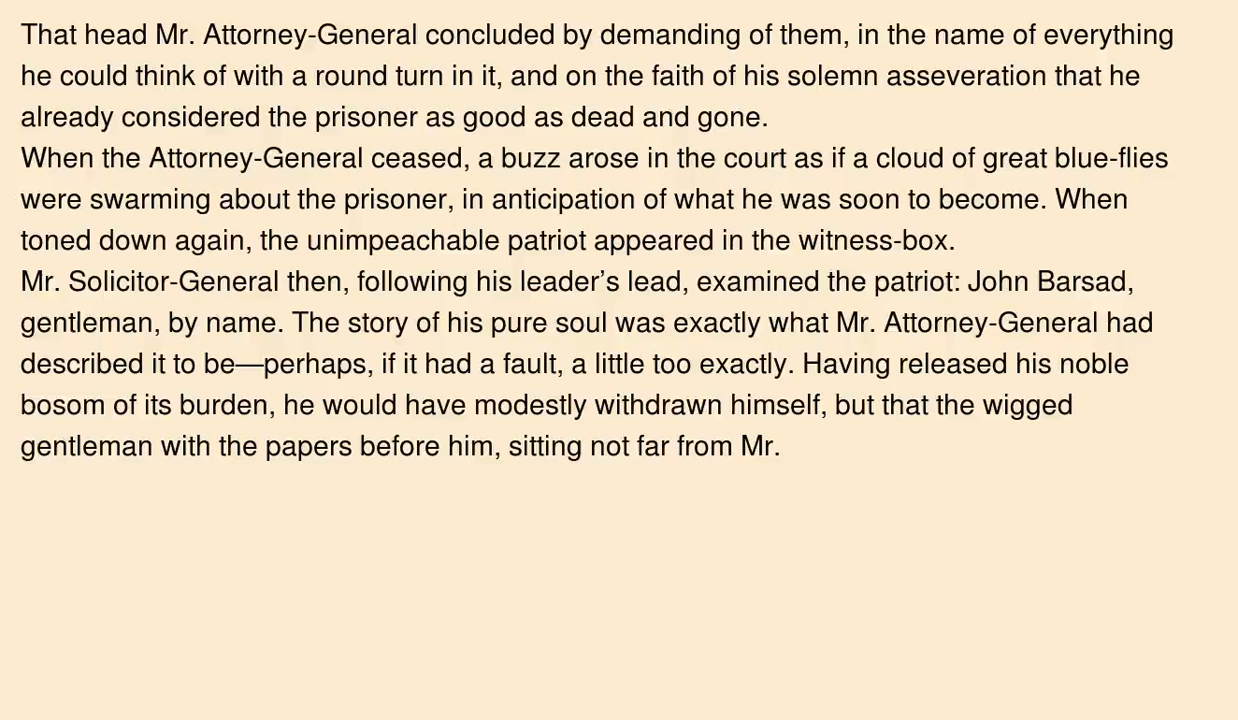 That head Mr. Attorney-General concluded by demanding of them, in the name of everything
he could think of with a round turn in it, and on the faith of his solemn asseveration that he
already considered the prisoner as good as dead and gone.
When the Attorney-General ceased, a buzz arose in the court as if a cloud of great blue-flies
were swarming about the prisoner, in anticipation of what he was soon to become. When
toned down again, the unimpeachable patriot appeared in the witness-box.
Mr. Solicitor-General then, following his leader’s lead, examined the patriot: John Barsad,
gentleman, by name. The story of his pure soul was exactly what Mr. Attorney-General had
described it to be—perhaps, if it had a fault, a little too exactly. Having released his noble
bosom of its burden, he would have modestly withdrawn himself, but that the wigged
gentleman with the papers before him, sitting not far from Mr.